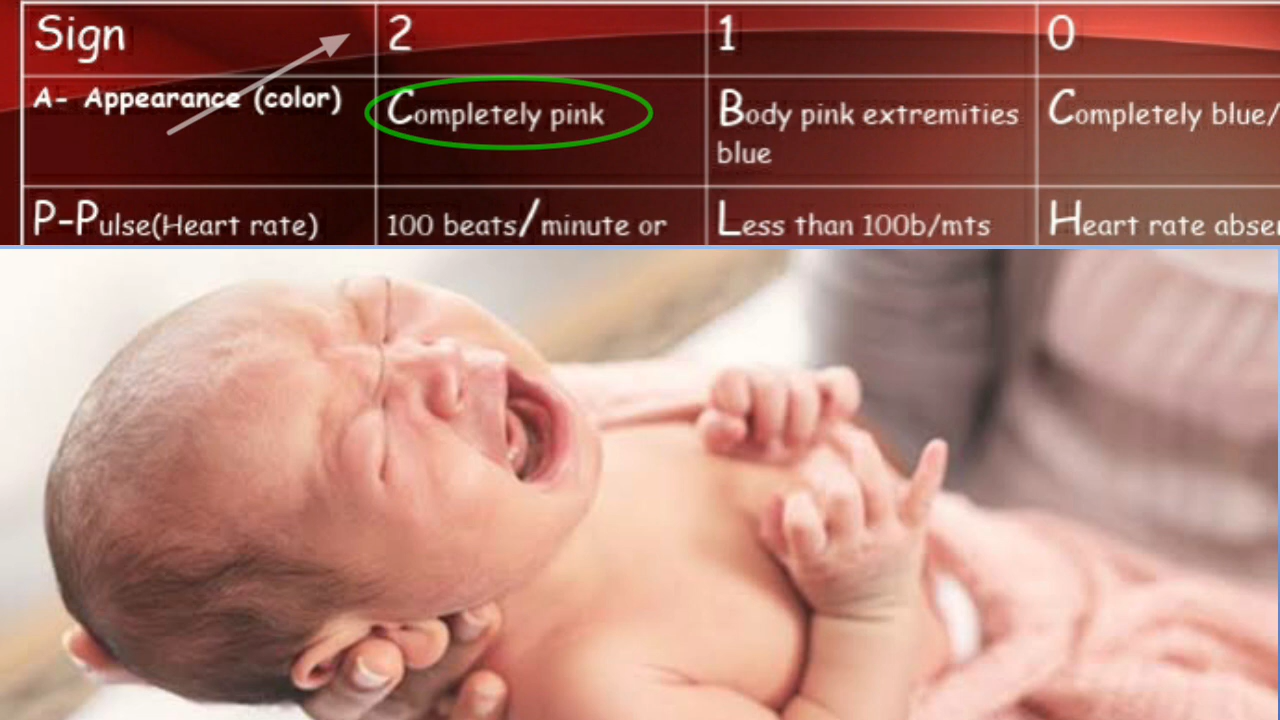 Sign 2 1 0
A- Appearance (color) Completely pink Body pink extremities Completely blue/
blue
P-Pulse(Heart rate) 100 beats/minute or Less than 100b/mts Heart rate